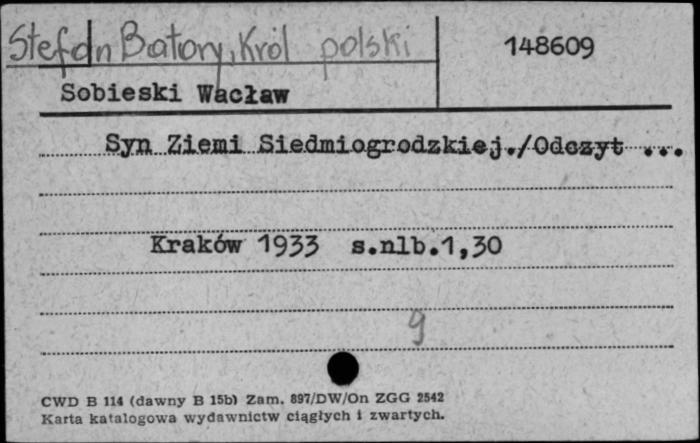 Stefan Batory, Król polski
148609
Sobieski Wacław
Syn Ziemi Siedmiogrodzkiej./Odczyt ...
Kraków 1933 s.nlb.1,30
9
CWD B 114 (dawny B 15b) Zam. 897/DW/On ZGG 2542
Karta katalogowa wydawnictw ciągłych i zwartych.